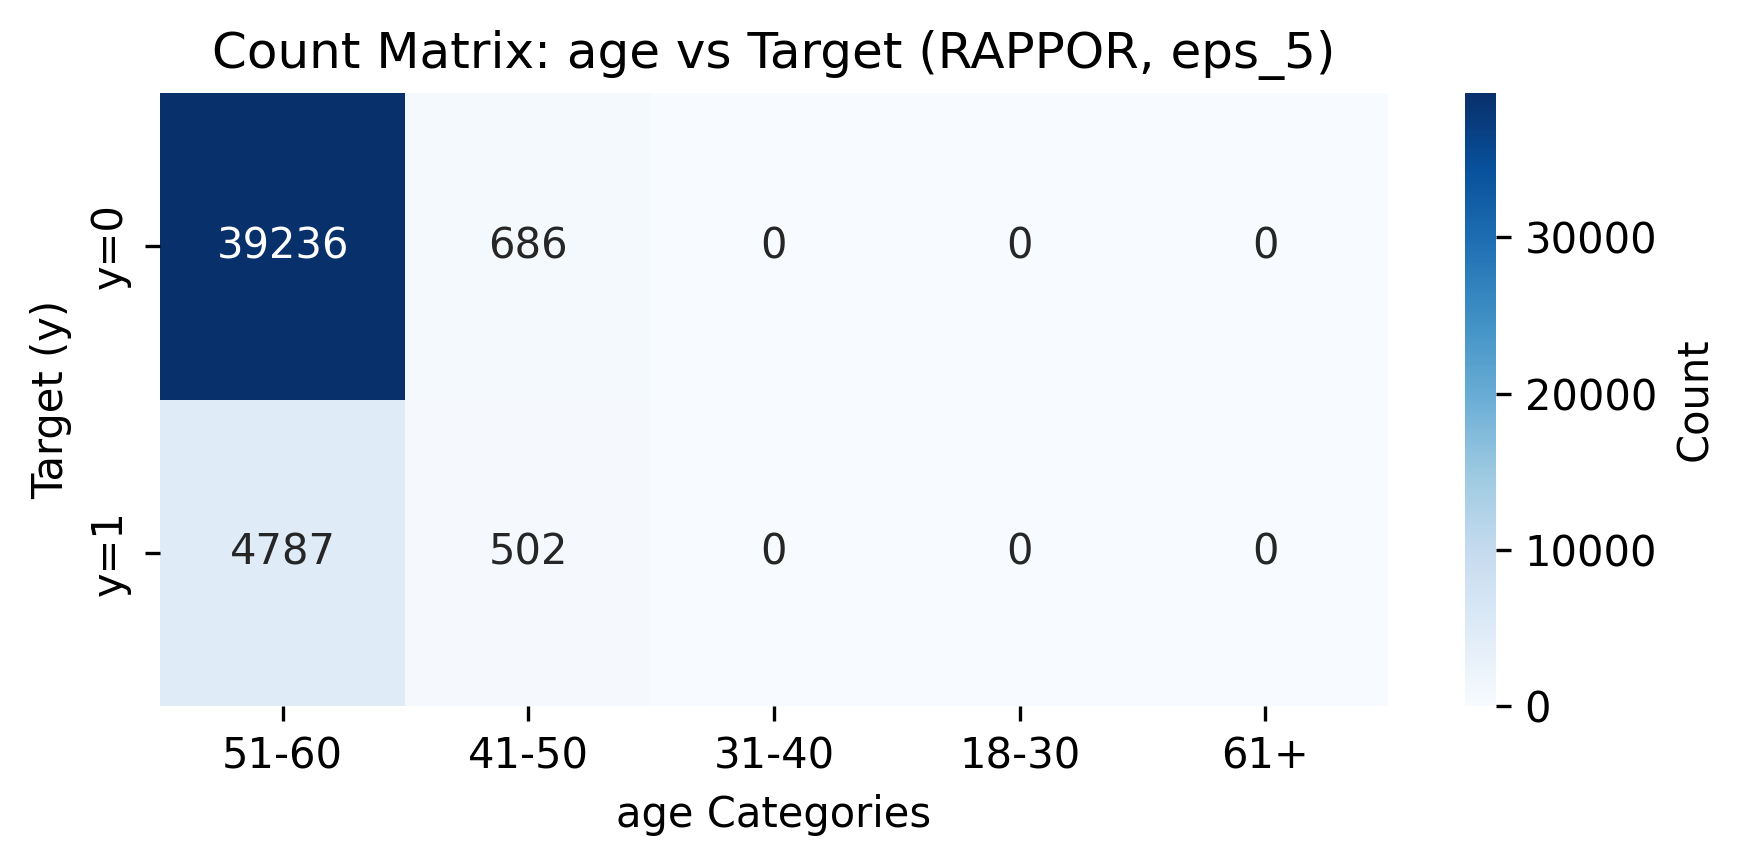 Count Matrix: age vs Target (RAPPOR, eps_5)
Target (y)
y=0
39236 686 0 0 0
y=1
4787 502 0 0 0
51-60 41-50 31-40 18-30 61+
age Categories
30000
20000
10000
0
Count